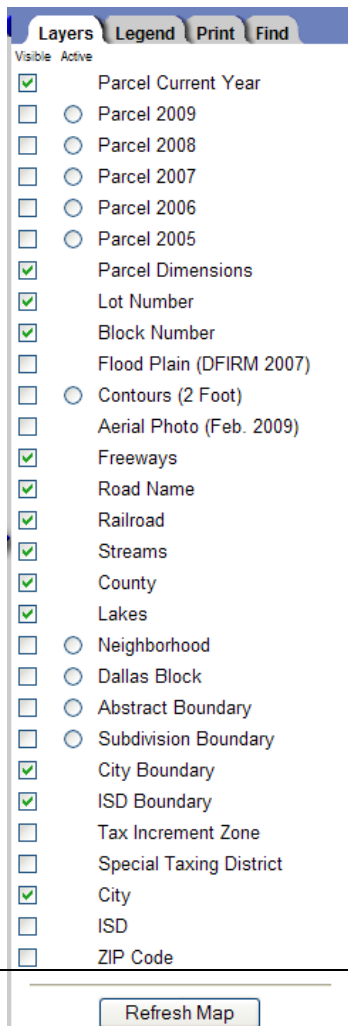 Layers Legend Print Find
Visible Active
Parcel Current Year
Parcel 2009
Parcel 2008
Parcel 2007
Parcel 2006
Parcel 2005
Parcel Dimensions
Lot Number
Block Number
Flood Plain (DFIRM 2007)
Contours (2 Foot)
Aerial Photo (Feb. 2009)
Freeways
Road Name
Railroad
Streams
County
Lakes
Neighborhood
Dallas Block
Abstract Boundary
Subdivision Boundary
City Boundary
ISD Boundary
Tax Increment Zone
Special Taxing District
City
ISD
ZIP Code
Refresh Map